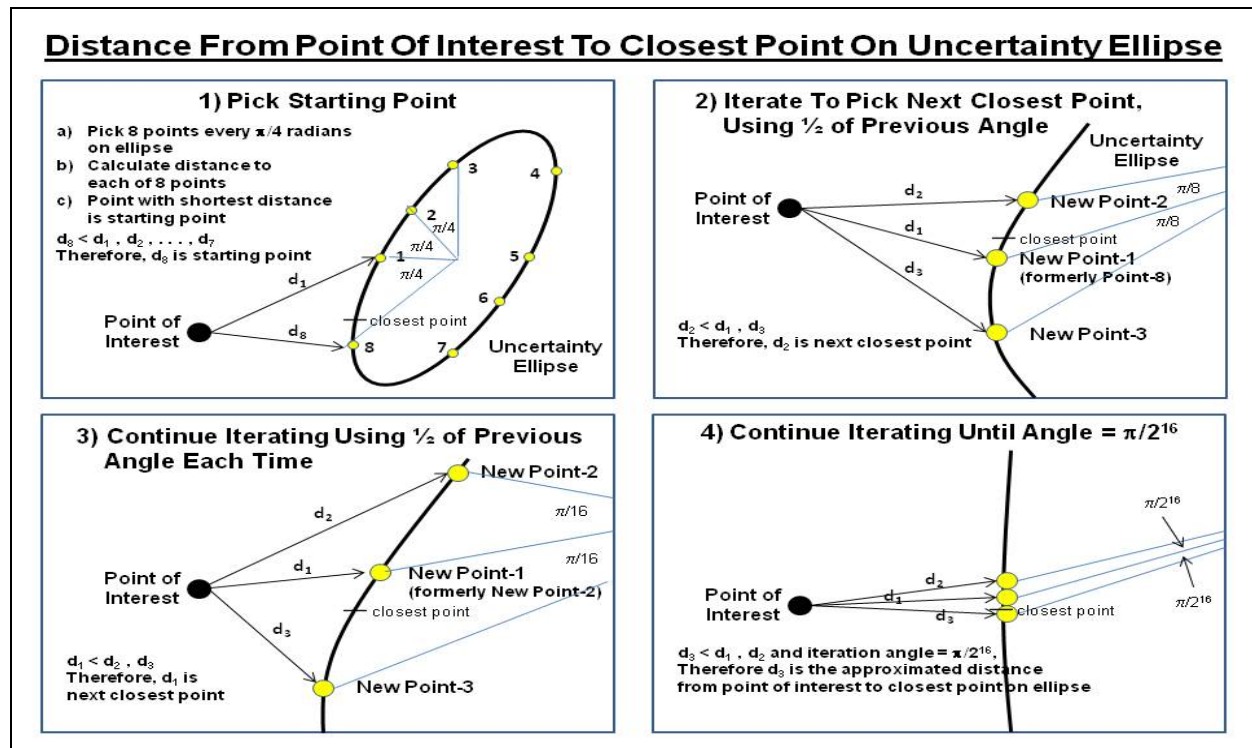 Distance From Point Of Interest To Closest Point On Uncertainty Ellipse
1) Pick Starting Point
a) Pick 8 points every π/4 radians
on ellipse
b) Calculate distance to
each of 8 points
c) Point with shortest distance
is starting point
d₈ < d₁ , d₂ , . . . . , d₇
Therefore, d₈ is starting point
3
4
2
π/4
1
π/4
π/4
5
6
7
8
d₁
d₈
closest point
Point of
Interest
Uncertainty
Ellipse
2) Iterate To Pick Next Closest Point,
Using ½ of Previous Angle
Uncertainty
Ellipse
Point of
Interest
d₂
d₁
d₃
π/8
π/8
New Point-2
closest point
New Point-1
(formerly Point-8)
New Point-3
d₂ < d₁ , d₃
Therefore, d₂ is next closest point
3) Continue Iterating Using ½ of Previous
Angle Each Time
New Point-2
d₂
π/16
π/16
d₁
Point of
Interest
New Point-1
(formerly New Point-2)
closest point
d₃
New Point-3
d₁ < d₂ , d₃
Therefore, d₁ is
next closest point
4) Continue Iterating Until Angle = π/2¹⁶
π/2¹⁶
d₂
d₁
d₃
Point of
Interest
closest point
π/2¹⁶
d₃ < d₁ , d₂ and iteration angle = π/2¹⁶,
Therefore d₃ is the approximated distance
from point of interest to closest point on ellipse